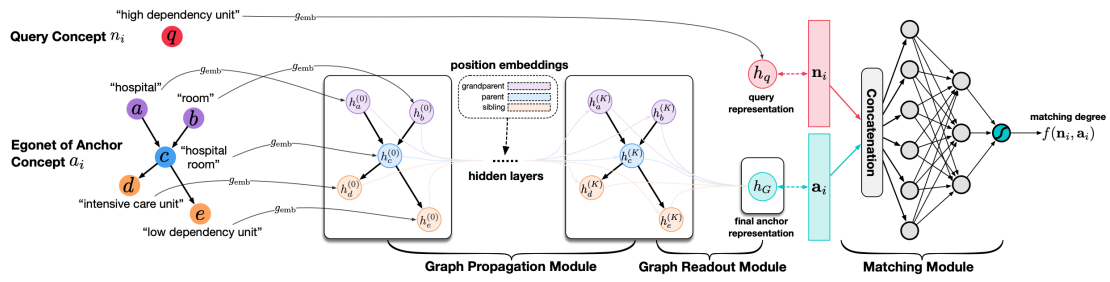 "high dependency unit"
g_emb
Query Concept n_i
q
"hospital"
g_emb
g_emb
"room"
a
b
Egonet of Anchor
Concept a_i
c
"hospital
room"
d
g_emb
"intensive care unit"
e
g_emb
"low dependency unit"
h_a^(0)
h_b^(0)
h_c^(0)
h_d^(0)
h_e^(0)
position embeddings
grandparent
parent
sibling
......
hidden layers
h_a^(K)
h_b^(K)
h_c^(K)
h_d^(K)
h_e^(K)
h_q
query
representation
n_i
h_G
final anchor
representation
a_i
Concatenation
matching degree
f(n_i, a_i)
Graph Propagation Module
Graph Readout Module
Matching Module